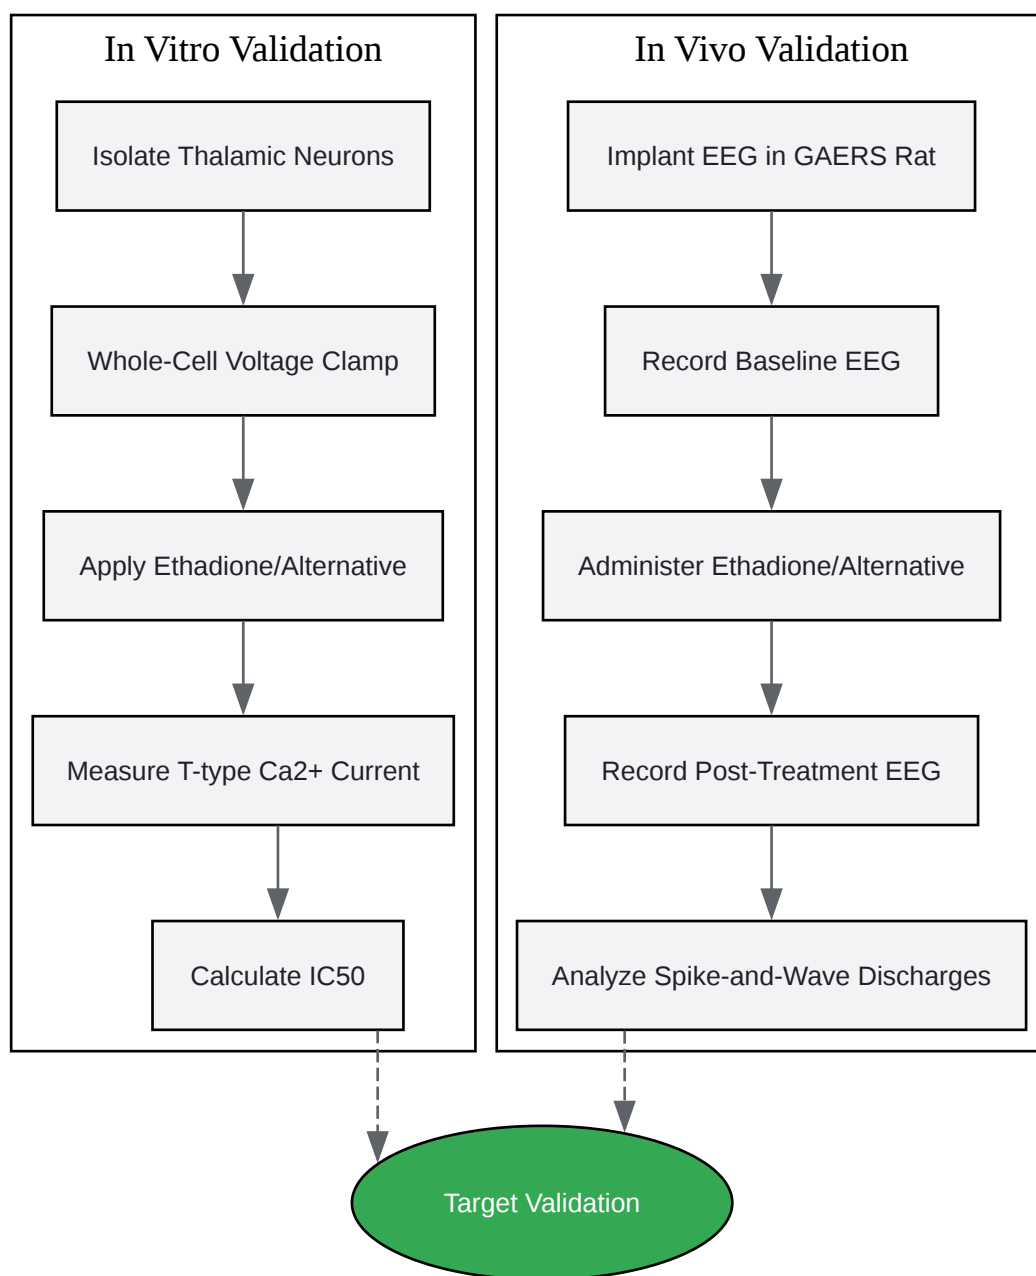 In Vitro Validation
Isolate Thalamic Neurons
Whole-Cell Voltage Clamp
Apply Ethadione/Alternative
Measure T-type Ca2+ Current
Calculate IC50
In Vivo Validation
Implant EEG in GAERS Rat
Record Baseline EEG
Administer Ethadione/Alternative
Record Post-Treatment EEG
Analyze Spike-and-Wave Discharges
Target Validation